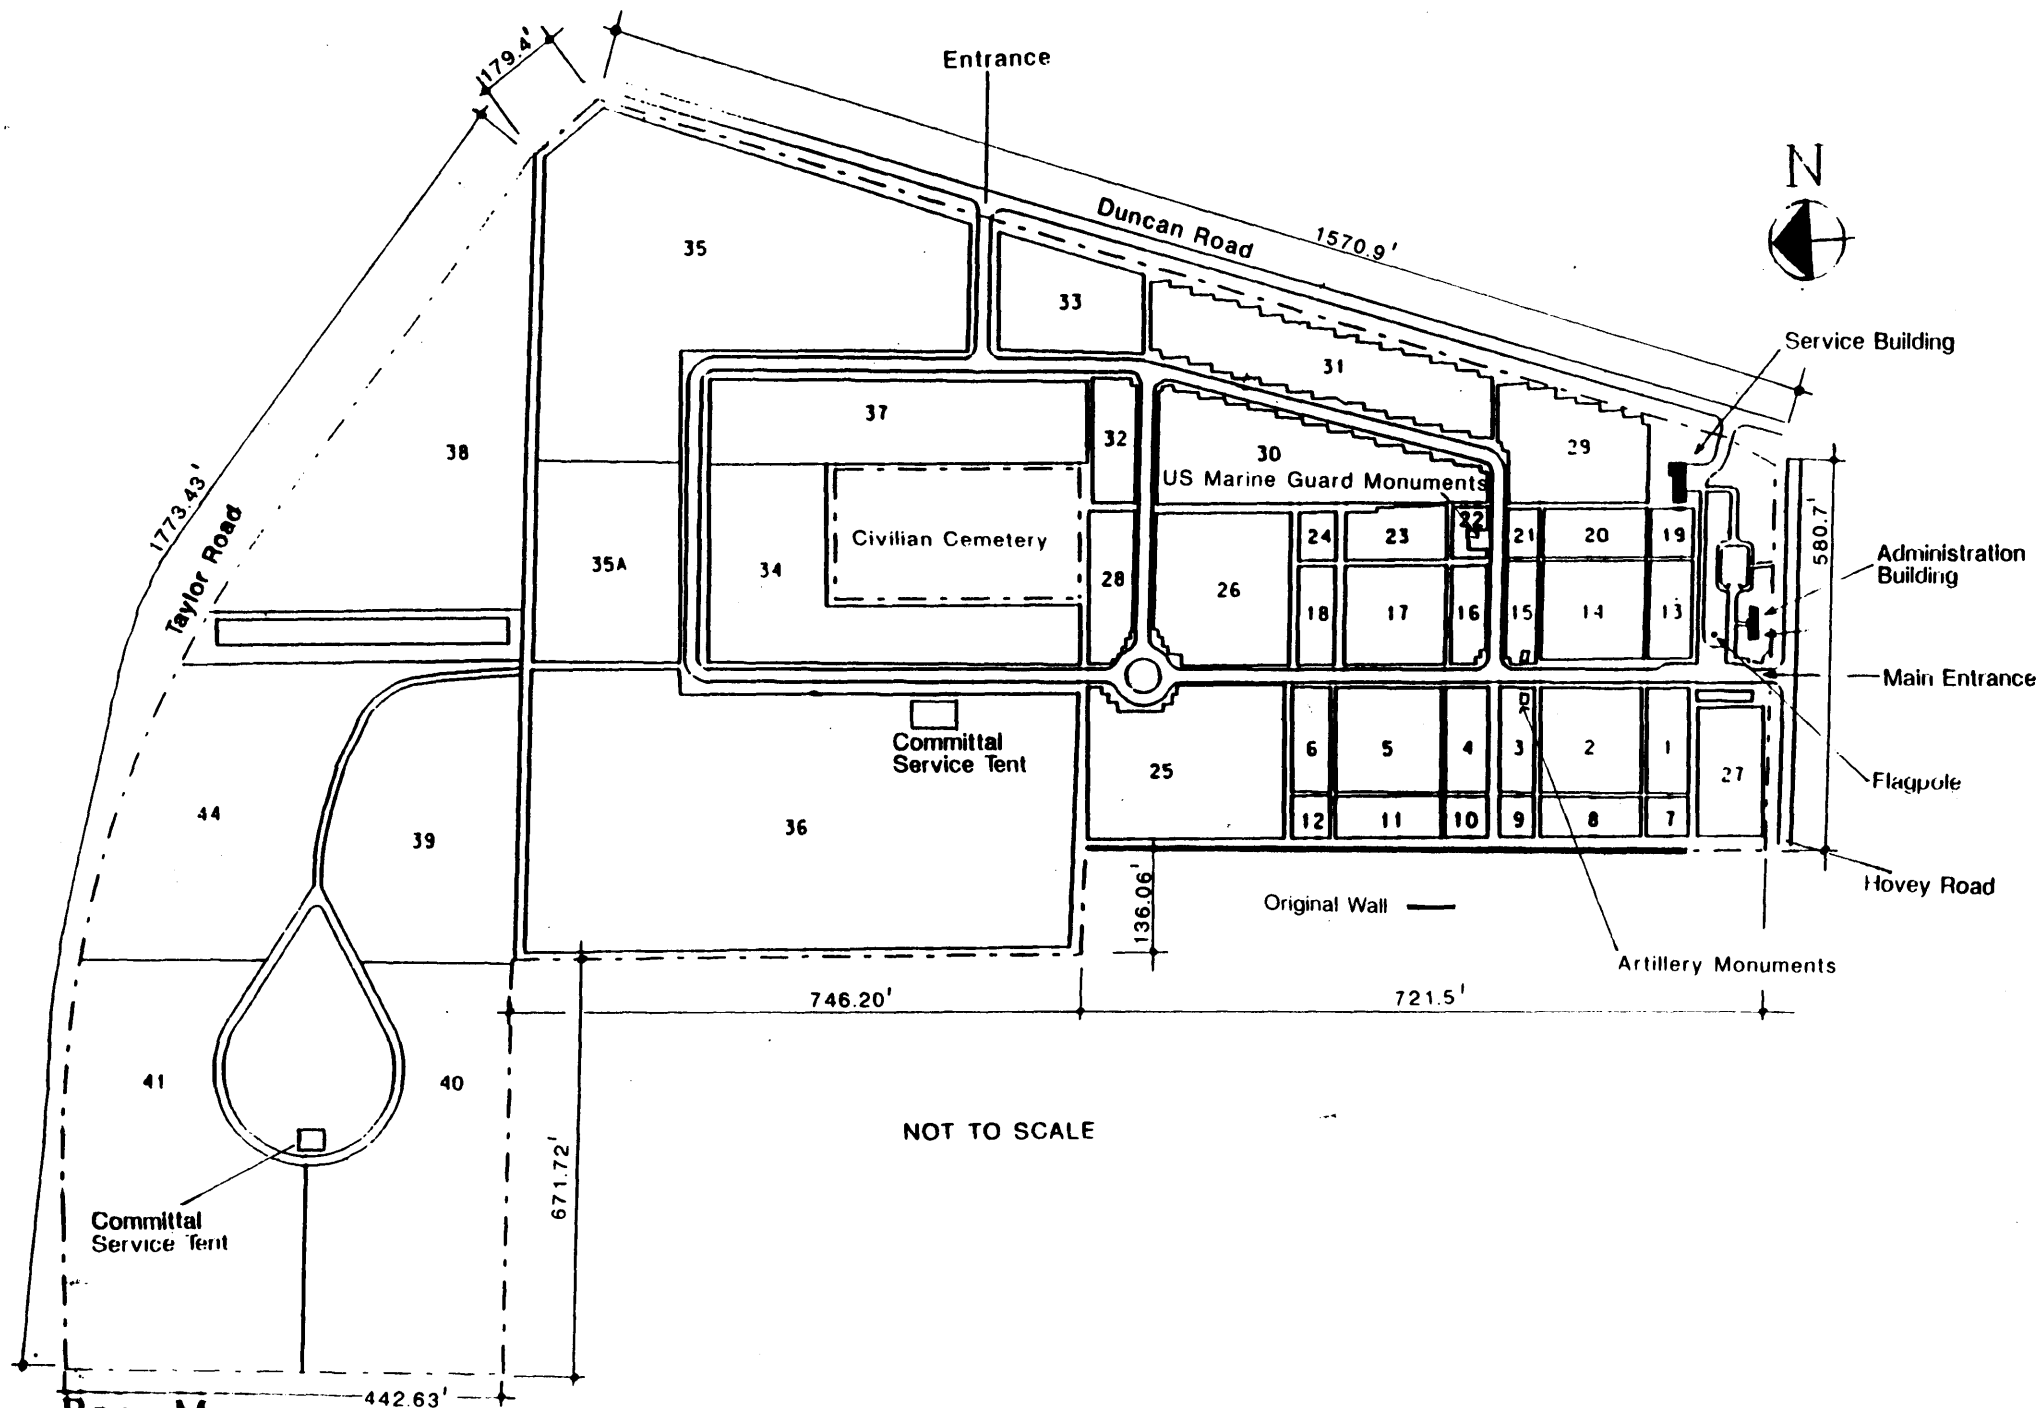 179.4'
Entrance
N
Duncan Road
1570.9'
35
33
Service Building
31
37
32
38
30
29
US Marine Guard Monuments
1773.43'
Taylor Road
22
24
23
21
20
19
580.7'
Civilian Cemetery
Administration
Building
35A
34
28
26
18
17
16
15
14
13
Main Entrance
Committal
Service Tent
6
5
4
3
2
1
27
25
Flagpole
44
39
36
12
11
10
9
8
7
Hovey Road
136.06'
Original Wall
Artillery Monuments
746.20'
721.5'
41
40
NOT TO SCALE
671.72'
Committal
Service Tent
442.63'